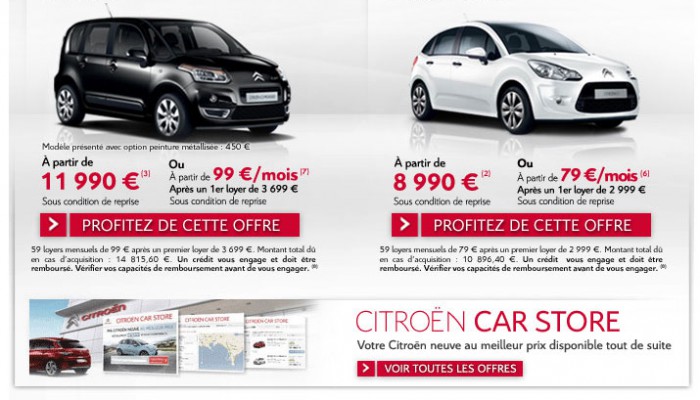 Modèle présenté avec option peinture métallisée : 450 €
À partir de
11 990 € (3)
Sous condition de reprise
Ou
À partir de 99 €/mois (7)
Après un 1er loyer de 3 699 €
Sous condition de reprise
> PROFITEZ DE CETTE OFFRE
59 loyers mensuels de 99 € après un premier loyer de 3 699 €. Montant total dû
en cas d'acquisition : 14 815,60 €. Un crédit vous engage et doit être
remboursé. Vérifier vos capacités de remboursement avant de vous engager. (8)
À partir de
8 990 € (2)
Sous condition de reprise
Ou
À partir de 79 €/mois (6)
Après un 1er loyer de 2 999 €
Sous condition de reprise
> PROFITEZ DE CETTE OFFRE
59 loyers mensuels de 79 € après un premier loyer de 2 999 €. Montant total dû
en cas d'acquisition : 10 896,40 €. Un crédit vous engage et doit être
remboursé. Vérifier vos capacités de remboursement avant de vous engager. (8)
CITROËN
CITROËN CAR STORE
CITROËN CAR STORE
Votre Citroën neuve au meilleur prix disponible tout de suite
> VOIR TOUTES LES OFFRES